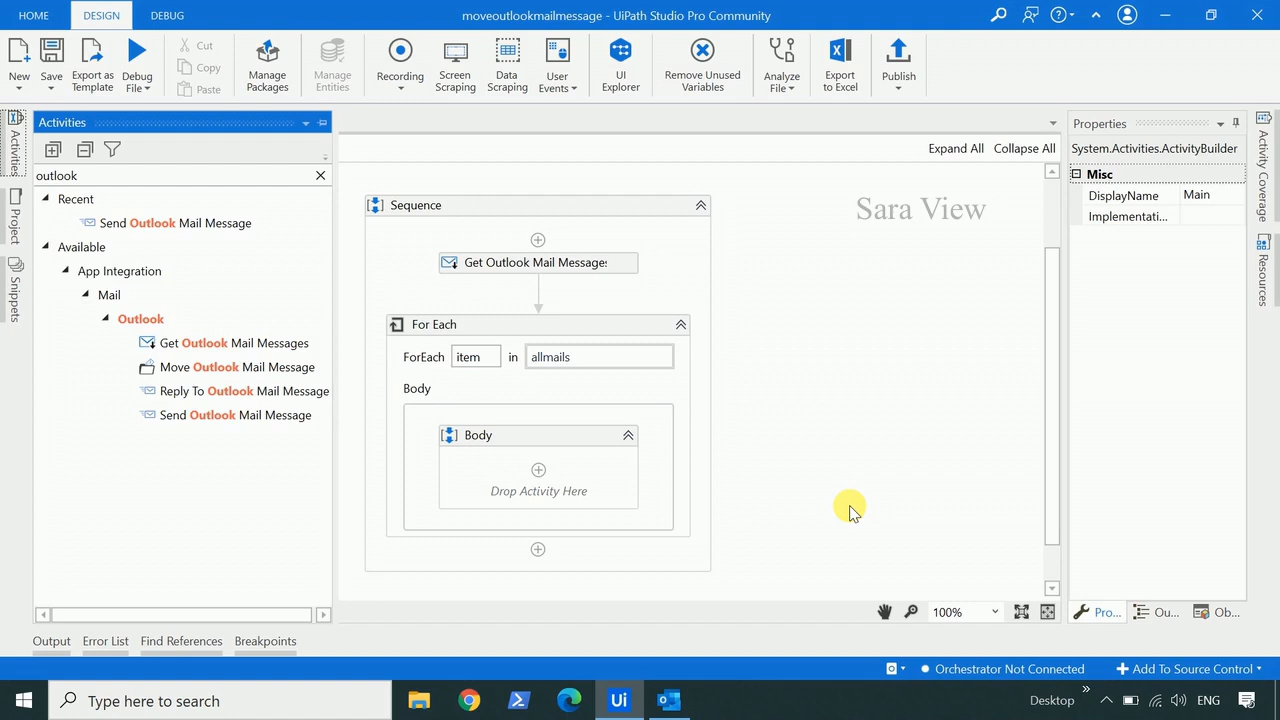 HOME
DESIGN
DEBUG
moveoutlookmailmessage - UiPath Studio Pro Community
New
Save
Export as Template
Debug File
Cut
Copy
Paste
Manage Packages
Manage Entities
Recording
Screen Scraping
Data Scraping
User Events
UI Explorer
Remove Unused Variables
Analyze File
Export to Excel
Publish
Activities
Project
Snippets
Activities
outlook
Recent
Send Outlook Mail Message
Available
App Integration
Mail
Outlook
Get Outlook Mail Messages
Move Outlook Mail Message
Reply To Outlook Mail Message
Send Outlook Mail Message
Expand All
Collapse All
Sara View
Sequence
Get Outlook Mail Messages
For Each
ForEach item in allmails
Body
Body
Drop Activity Here
100%
Properties
System.Activities.ActivityBuilder
Misc
DisplayName Main
Implementati...
Pro...
Ou...
Ob...
Activity Coverage
Resources
Output
Error List
Find References
Breakpoints
Orchestrator Not Connected
Add To Source Control
Type here to search
Ui
Desktop
ENG